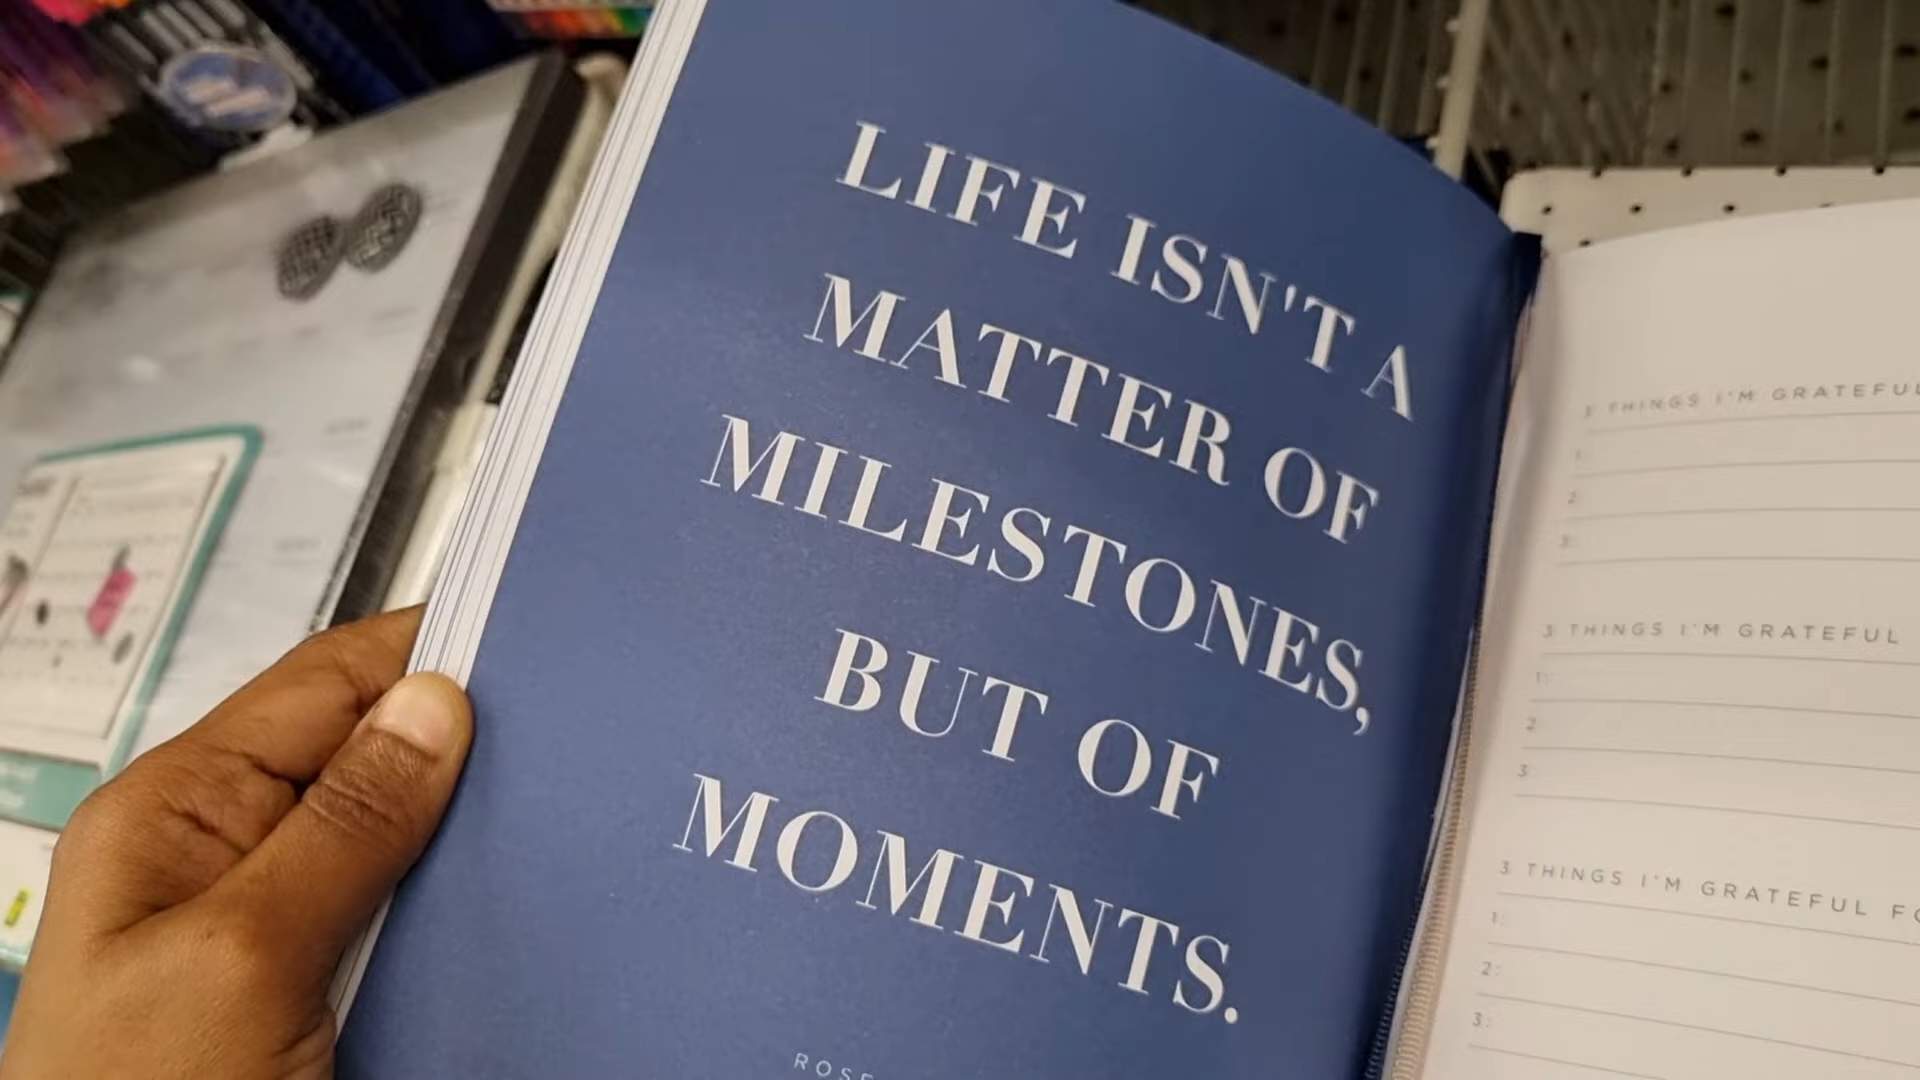 LIFE ISN'T A
MATTER OF
MILESTONES,
BUT OF
MOMENTS.
3 THINGS I'M GRATEFUL
1:
2
3:
3 THINGS I'M GRATEFUL
1:
2
3:
3 THINGS I'M GRATEFUL
1:
2:
3: